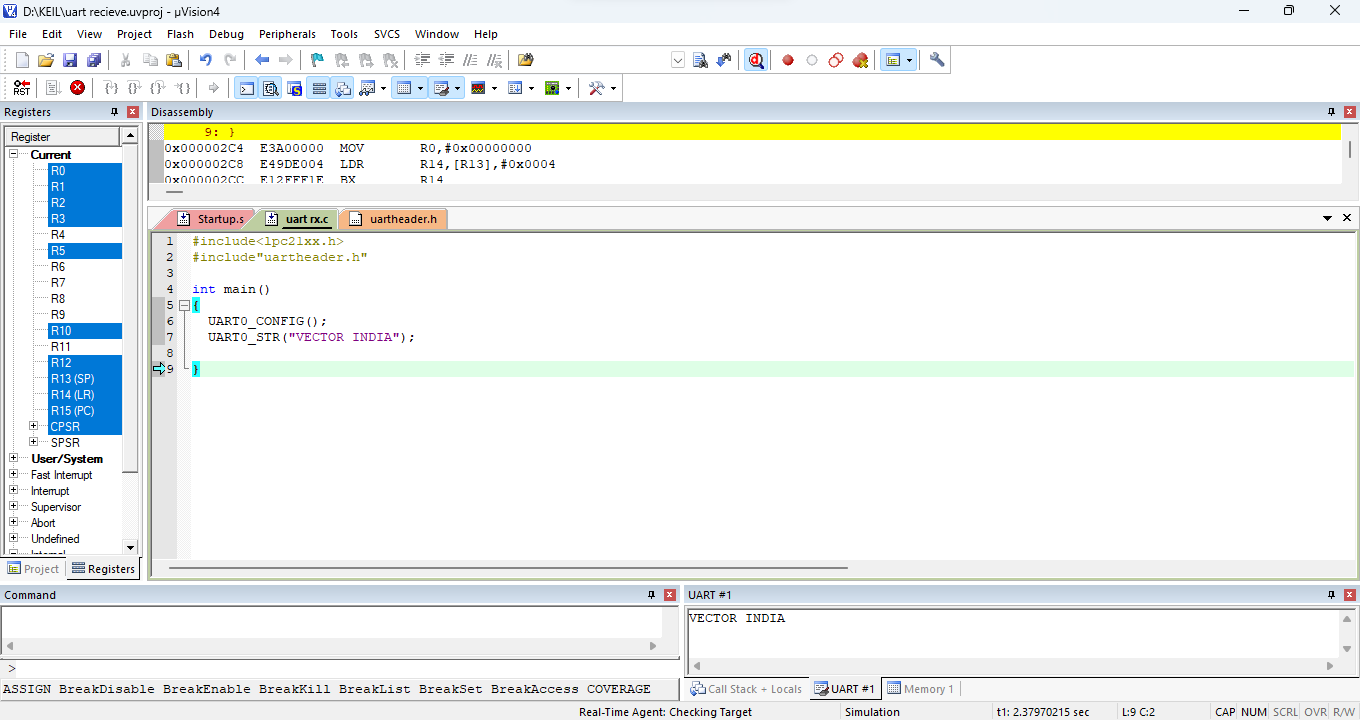 D:\KEIL\uart recieve.uvproj - µVision4
File Edit View Project Flash Debug Peripherals Tools SVCS Window Help
RST
Registers
Register
Current
R0
R1
R2
R3
R4
R5
R6
R7
R8
R9
R10
R11
R12
R13 (SP)
R14 (LR)
R15 (PC)
CPSR
SPSR
User/System
Fast Interrupt
Interrupt
Supervisor
Abort
Undefined
Internal
Project Registers
Disassembly
9: }
0x000002C4 E3A00000 MOV R0,#0x00000000
0x000002C8 E49DE004 LDR R14,[R13],#0x0004
0x000002CC E12FFF1E BX R14
Startup.s uart rx.c uartheader.h
1 #include<lpc21xx.h>
2 #include"uartheader.h"
3
4 int main()
5 {
6 UART0_CONFIG();
7 UART0_STR("VECTOR INDIA");
8
9 }
Command
>
ASSIGN BreakDisable BreakEnable BreakKill BreakList BreakSet BreakAccess COVERAGE
UART #1
VECTOR INDIA
Call Stack + Locals UART #1 Memory 1
Real-Time Agent: Checking Target Simulation t1: 2.37970215 sec L:9 C:2 CAP NUM SCRL OVR R/W